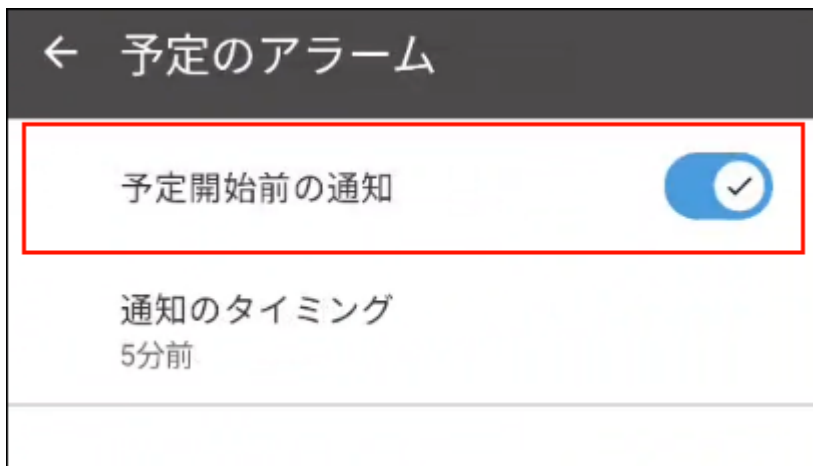 予定のアラーム
予定開始前の通知
通知のタイミング
5分前